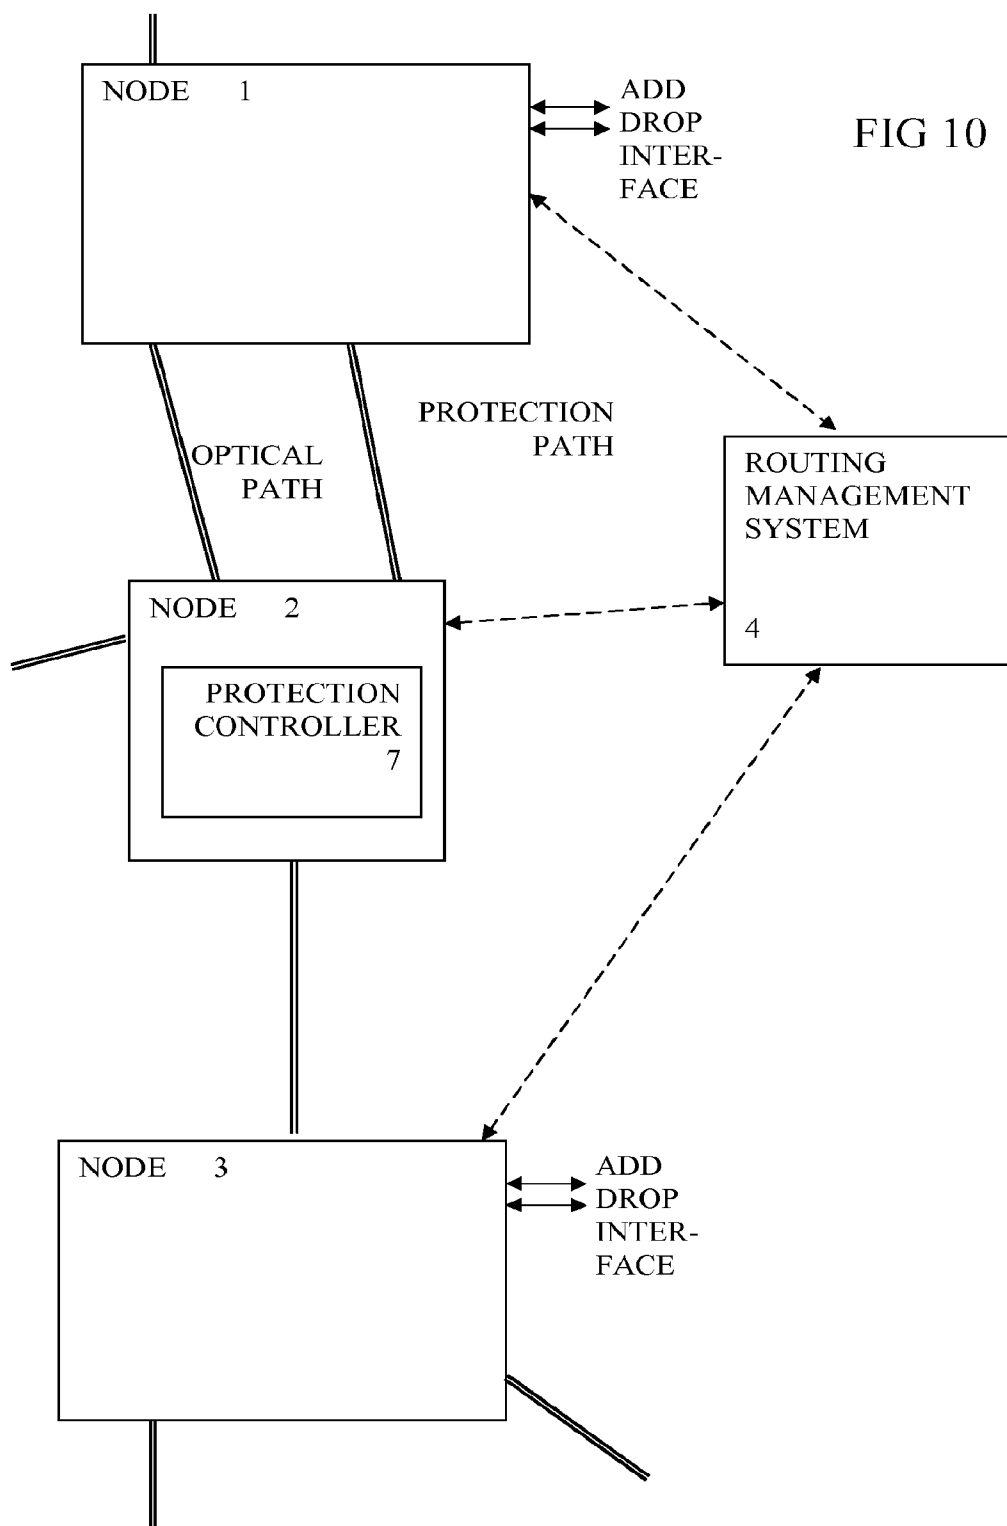 NODE 1
ADD
DROP
INTER-
FACE
FIG 10
PROTECTION
PATH
OPTICAL
PATH
ROUTING
MANAGEMENT
SYSTEM
4
NODE 2
PROTECTION
CONTROLLER
7
NODE 3
ADD
DROP
INTER-
FACE